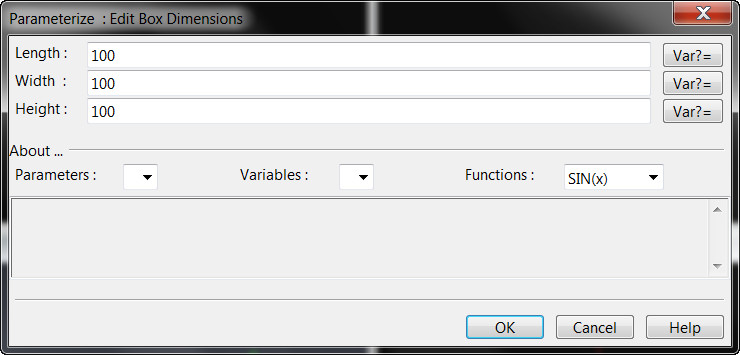 Parameterize : Edit Box Dimensions
Length : 100 Var?=
Width : 100 Var?=
Height : 100 Var?=
About ...
Parameters : Variables : Functions : SIN(x)
OK Cancel Help